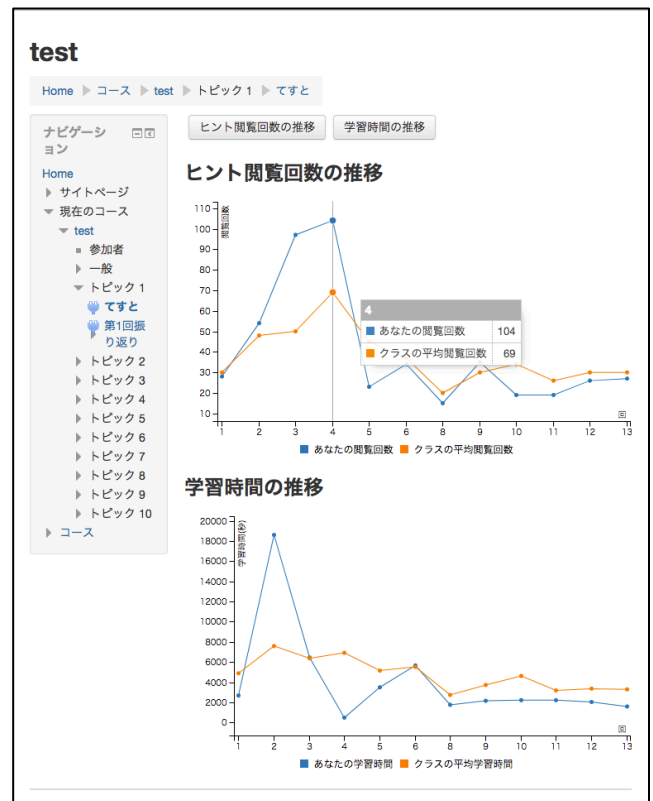 test
Home ▶ コース ▶ test ▶ トピック 1 ▶ てすと
ナビゲーシ
ョン
Home
サイトページ
現在のコース
test
参加者
一般
トピック 1
てすと
第1回振
り返り
トピック 2
トピック 3
トピック 4
トピック 5
トピック 6
トピック 7
トピック 8
トピック 9
トピック 10
コース
ヒント閲覧回数の推移 学習時間の推移
ヒント閲覧回数の推移
閲覧回数
110
100
90
80
70
60
50
40
30
20
10
4
あなたの閲覧回数 104
クラスの平均閲覧回数 69
回
1 2 3 4 5 6 8 9 10 11 12 13
あなたの閲覧回数 クラスの平均閲覧回数
学習時間の推移
学習時間(秒)
20000
18000
16000
14000
12000
10000
8000
6000
4000
2000
0
回
1 2 3 4 5 6 8 9 10 11 12 13
あなたの学習時間 クラスの平均学習時間